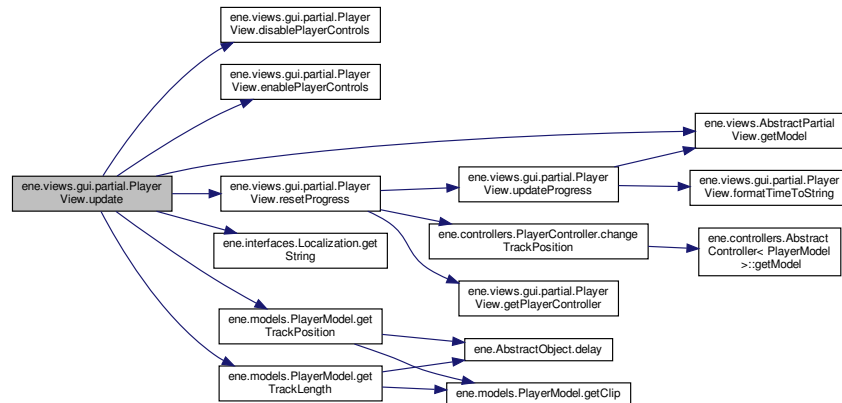 ene.views.gui.partial.Player
View.disablePlayerControls
ene.views.gui.partial.Player
View.enablePlayerControls
ene.views.AbstractPartial
View.getModel
ene.views.gui.partial.Player
View.update
ene.views.gui.partial.Player
View.resetProgress
ene.views.gui.partial.Player
View.updateProgress
ene.views.gui.partial.Player
View.formatTimeToString
ene.interfaces.Localization.get
String
ene.controllers.PlayerController.change
TrackPosition
ene.controllers.Abstract
Controller< PlayerModel
>::getModel
ene.views.gui.partial.Player
View.getPlayerController
ene.models.PlayerModel.get
TrackPosition
ene.AbstractObject.delay
ene.models.PlayerModel.get
TrackLength
ene.models.PlayerModel.getClip